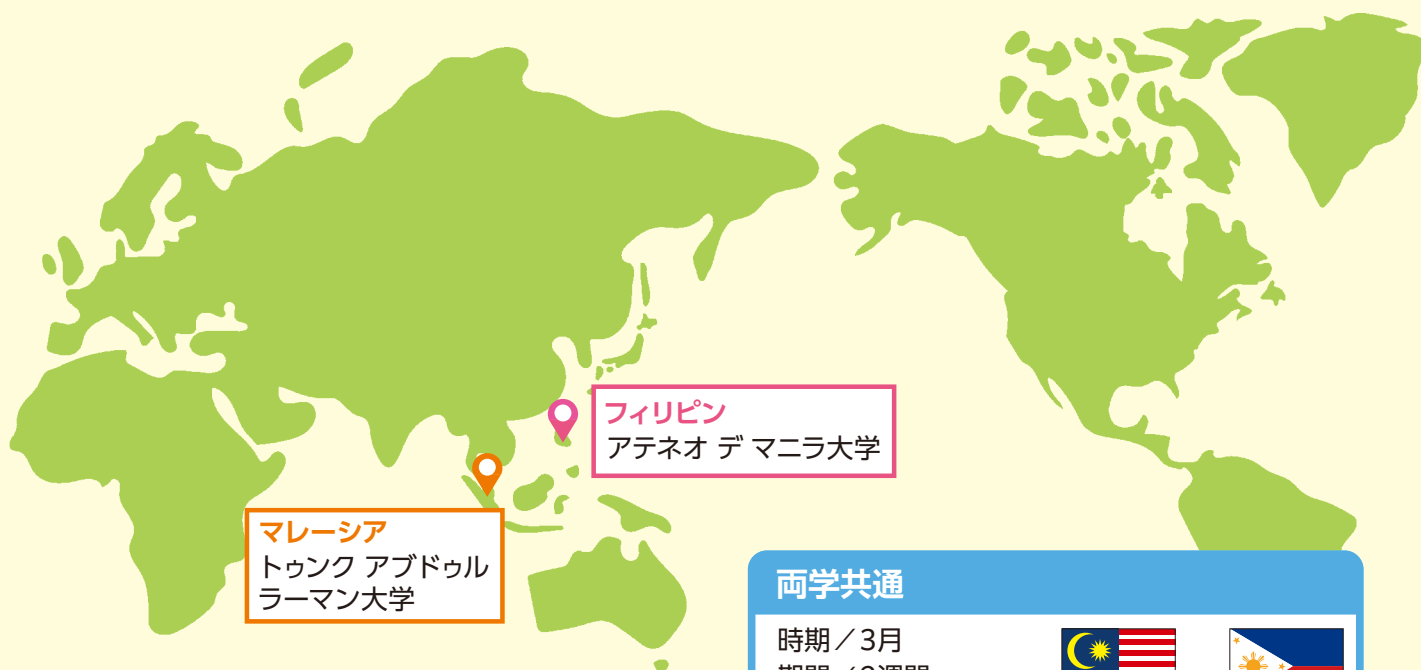 フィリピン
アテネオ デ マニラ大学
マレーシア
トゥンク アブドゥル
ラーマン大学
両学共通
時期／3月